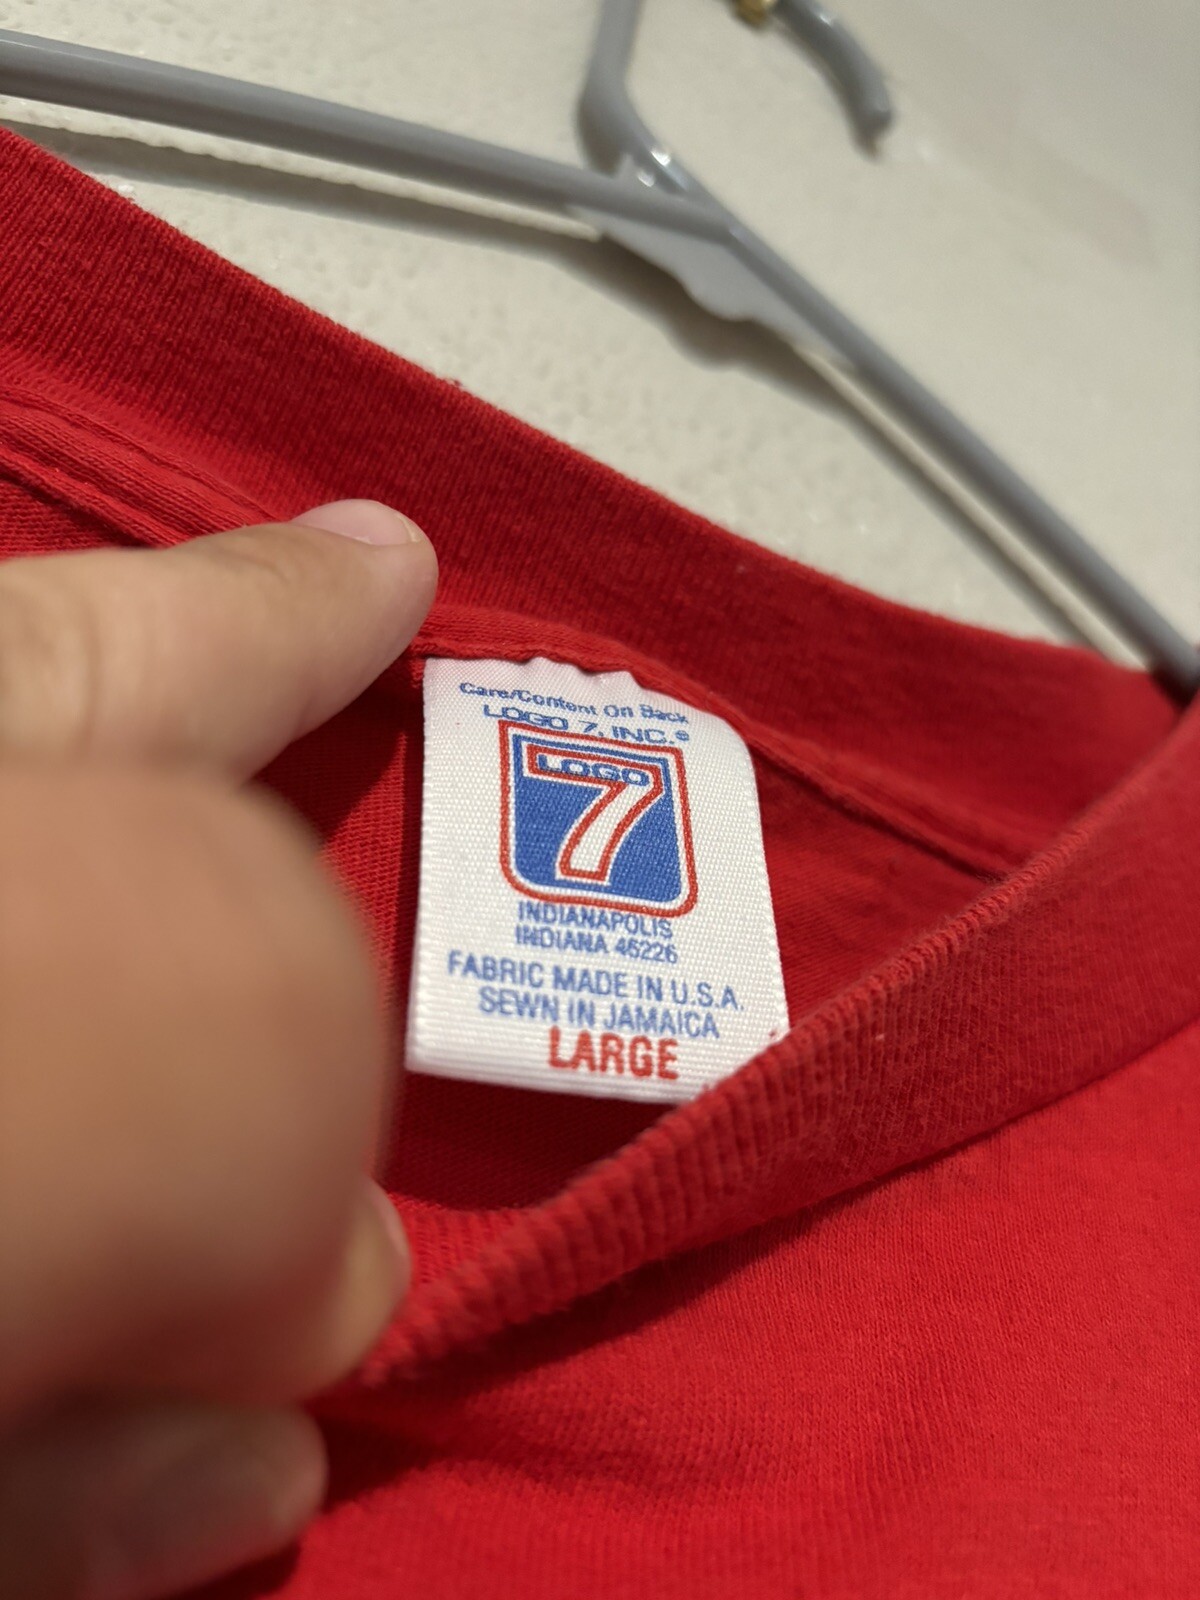 Care/Content On Back
LOGO 7, INC.®
LOGO
7
INDIANAPOLIS
INDIANA 46226
FABRIC MADE IN U.S.A.
SEWN IN JAMAICA
LARGE